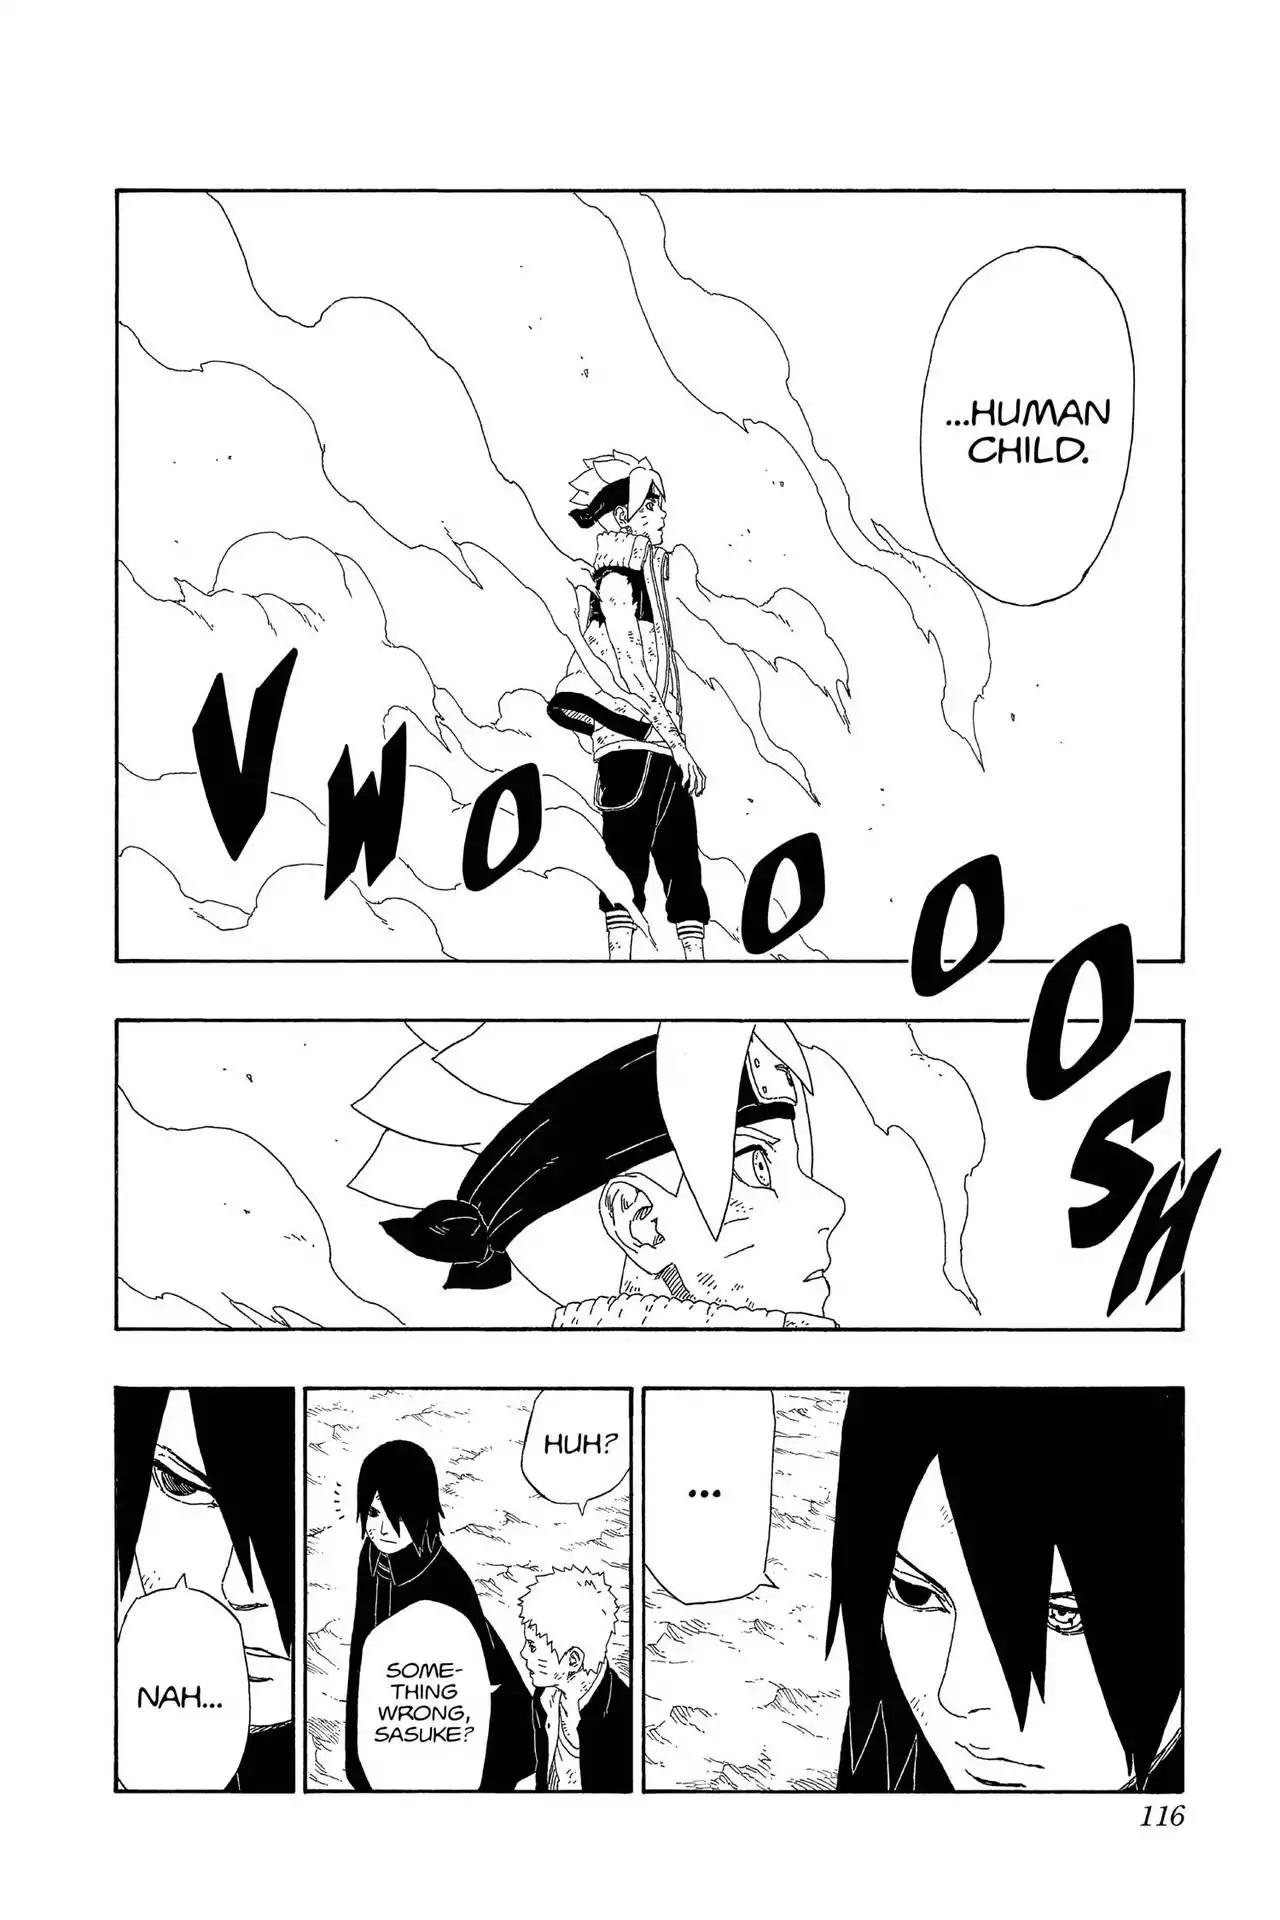 ...HUMAN
CHILD.
VWOOOOSH
...
HUH?
SOME-
THING
WRONG,
SASUKE?
NAH...
116